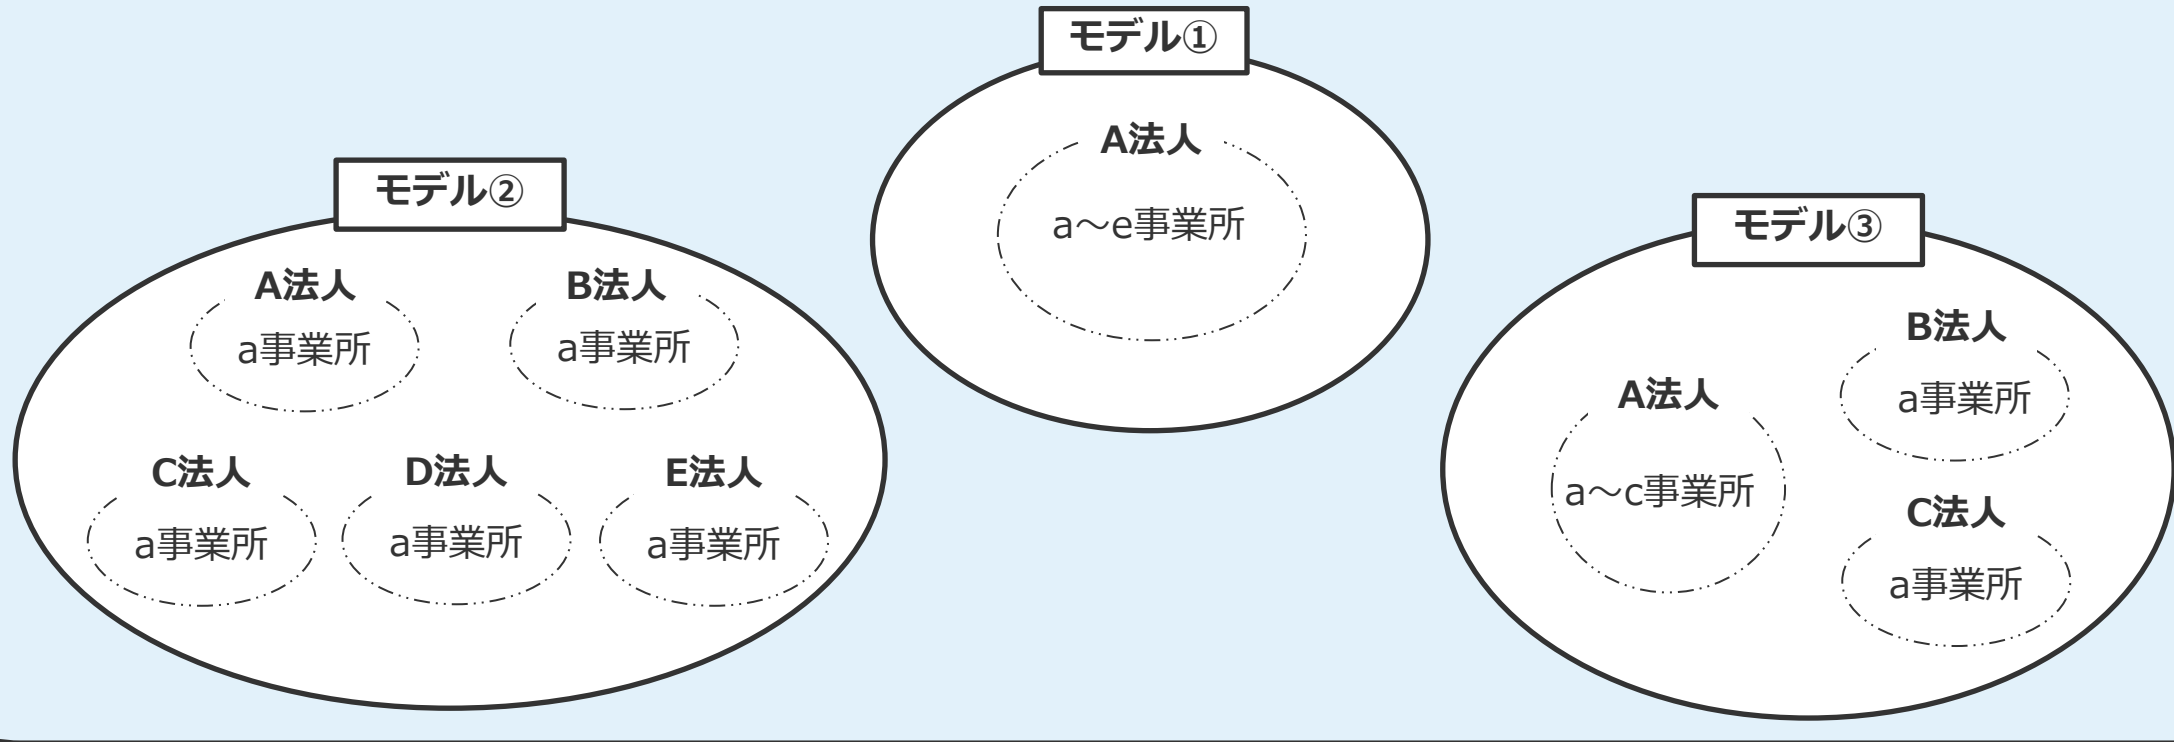 モデル①
A法人
a～e事業所
モデル②
A法人
a事業所
B法人
a事業所
C法人
a事業所
D法人
a事業所
E法人
a事業所
モデル③
A法人
a～c事業所
B法人
a事業所
C法人
a事業所